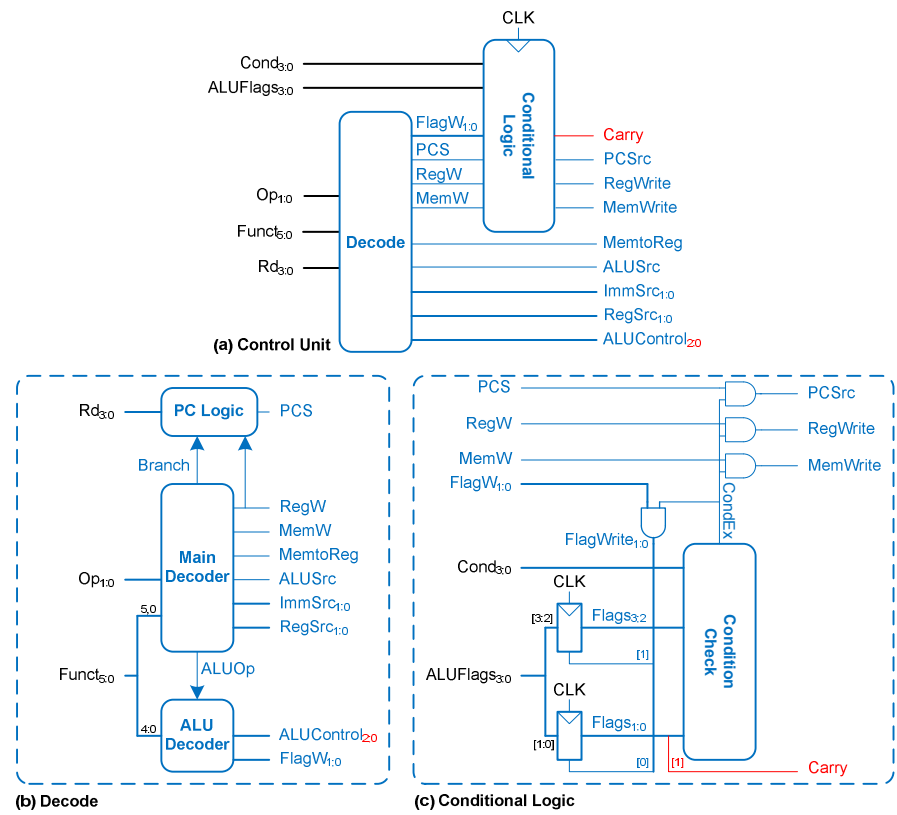 CLK
Cond3:0
ALUFlags3:0
Conditional Logic
FlagW1:0
PCS
RegW
MemW
Carry
PCSrc
RegWrite
MemWrite
Op1:0
Funct5:0
Rd3:0
Decode
MemtoReg
ALUSrc
ImmSrc1:0
RegSrc1:0
ALUControl2:0
(a) Control Unit
Rd3:0
PC Logic
PCS
Branch
RegW
MemW
MemtoReg
Main
Decoder
ALUSrc
Op1:0
ImmSrc1:0
5,0
RegSrc1:0
ALUOp
Funct5:0
4:0
ALU
Decoder
ALUControl2:0
FlagW1:0
(b) Decode
PCS
PCSrc
RegW
RegWrite
MemW
MemWrite
FlagW1:0
CondEx
FlagWrite1:0
Cond3:0
CLK
[3:2]
Flags3:2
[1]
Condition
Check
ALUFlags3:0
CLK
Flags1:0
[1:0]
[0]
[1]
Carry
(c) Conditional Logic